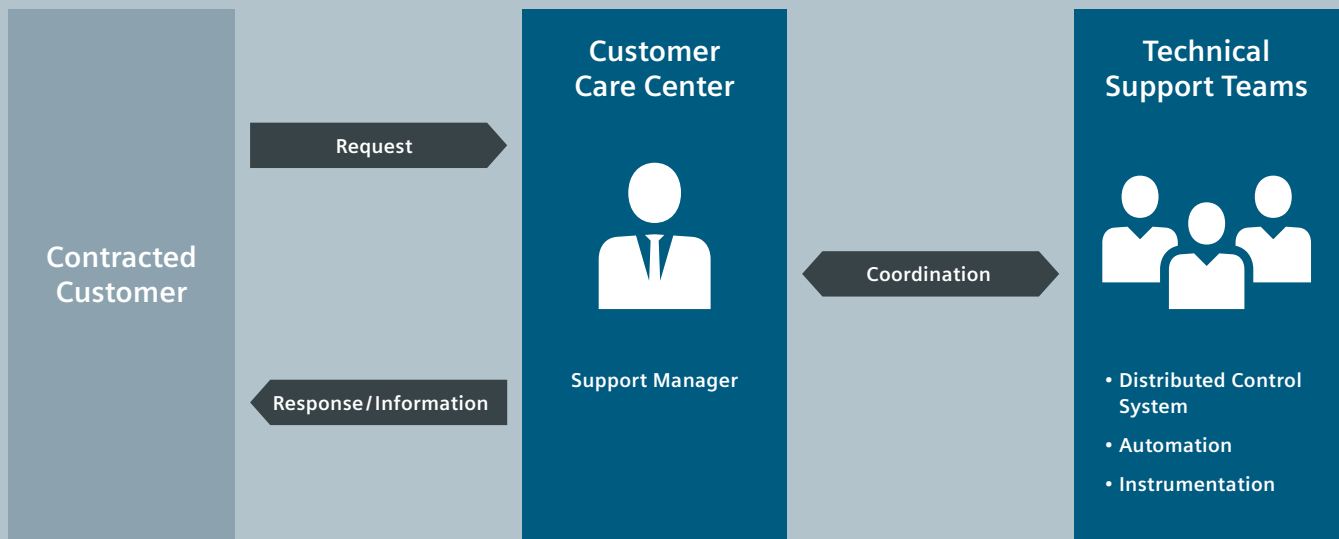 Contracted
Customer
Request
Response/Information
Customer
Care Center
Support Manager
Coordination
Technical
Support Teams
• Distributed Control
System
• Automation
• Instrumentation